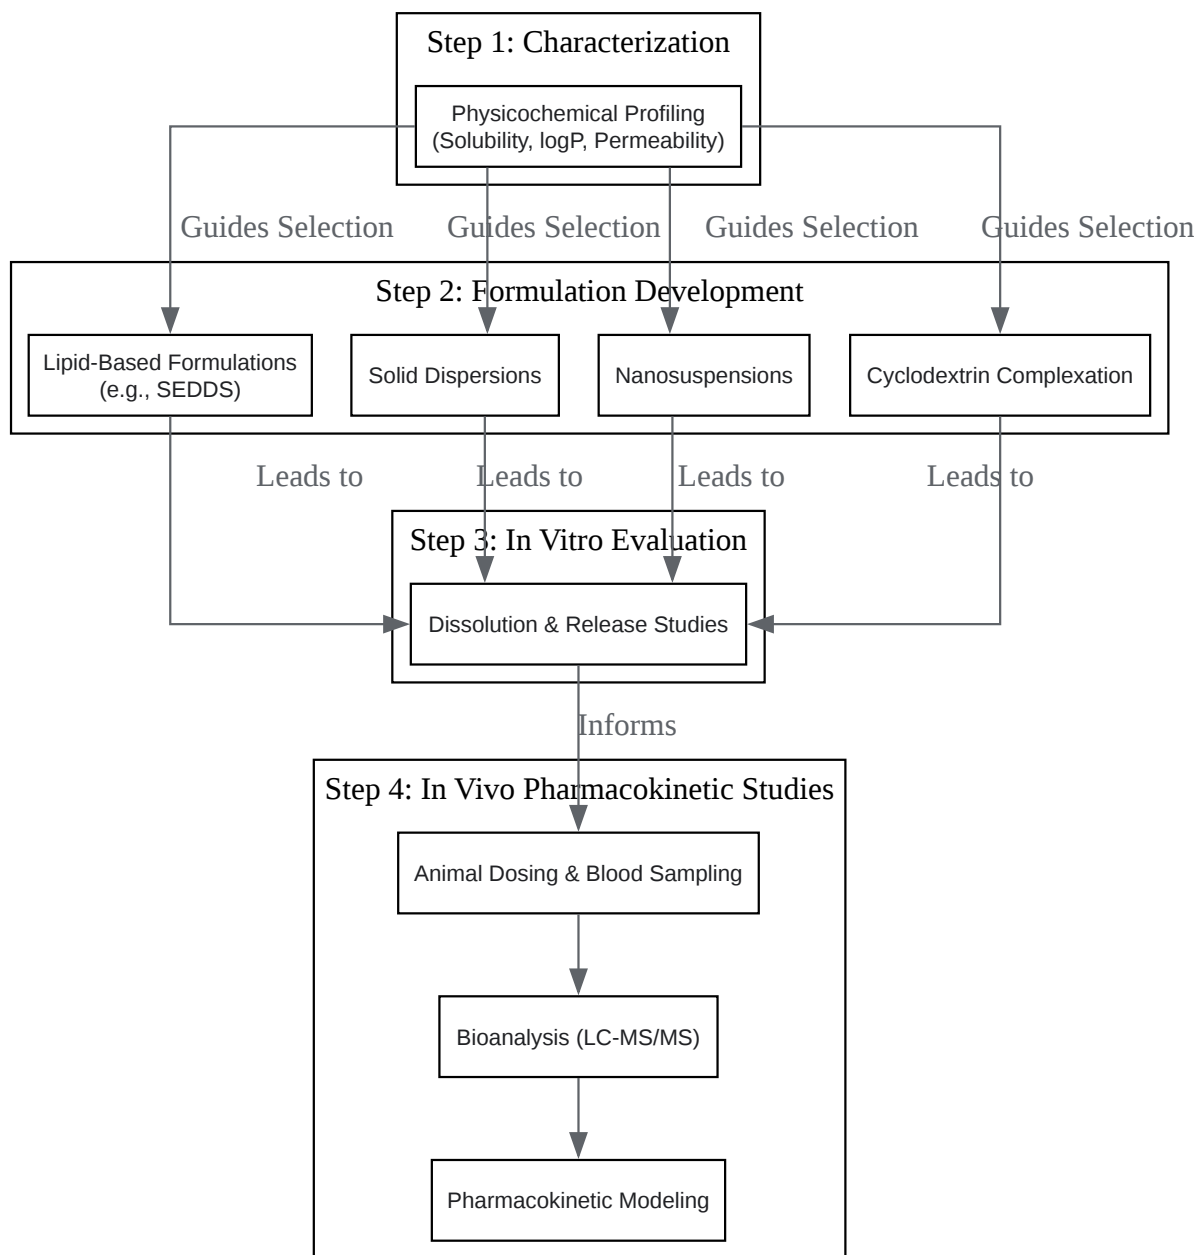 Step 1: Characterization
Physicochemical Profiling
(Solubility, logP, Permeability)
Guides Selection
Guides Selection
Guides Selection
Guides Selection
Step 2: Formulation Development
Lipid-Based Formulations
(e.g., SEDDS)
Solid Dispersions
Nanosuspensions
Cyclodextrin Complexation
Leads to
Leads to
Leads to
Leads to
Step 3: In Vitro Evaluation
Dissolution & Release Studies
Informs
Step 4: In Vivo Pharmacokinetic Studies
Animal Dosing & Blood Sampling
Bioanalysis (LC-MS/MS)
Pharmacokinetic Modeling